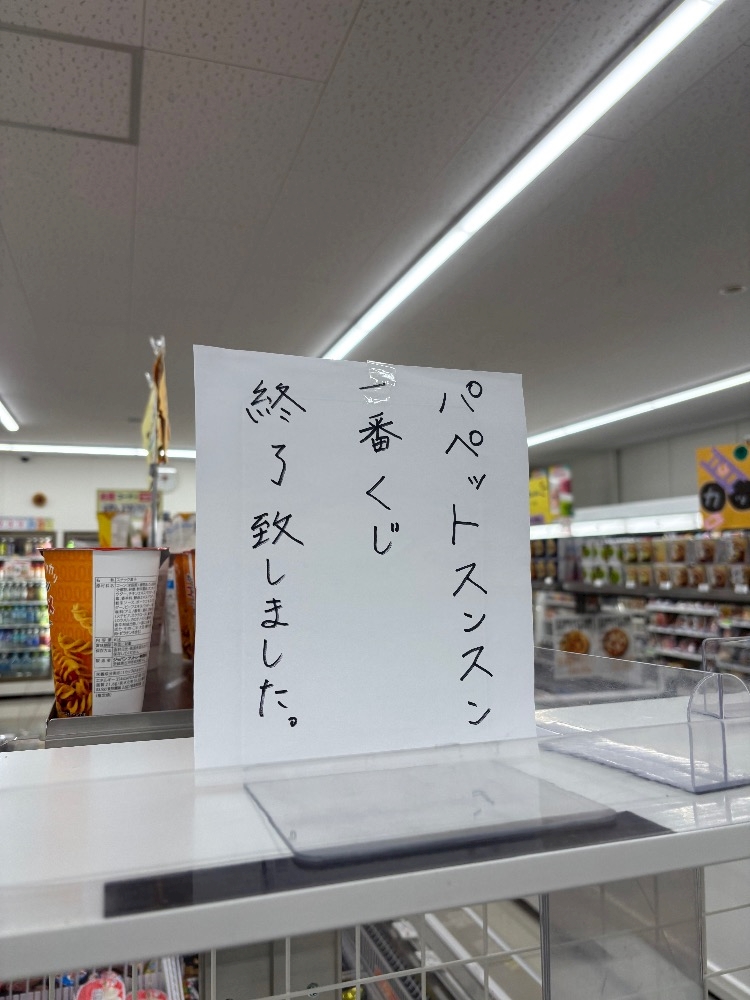 パペットスンスン
一番くじ
終了致しました。